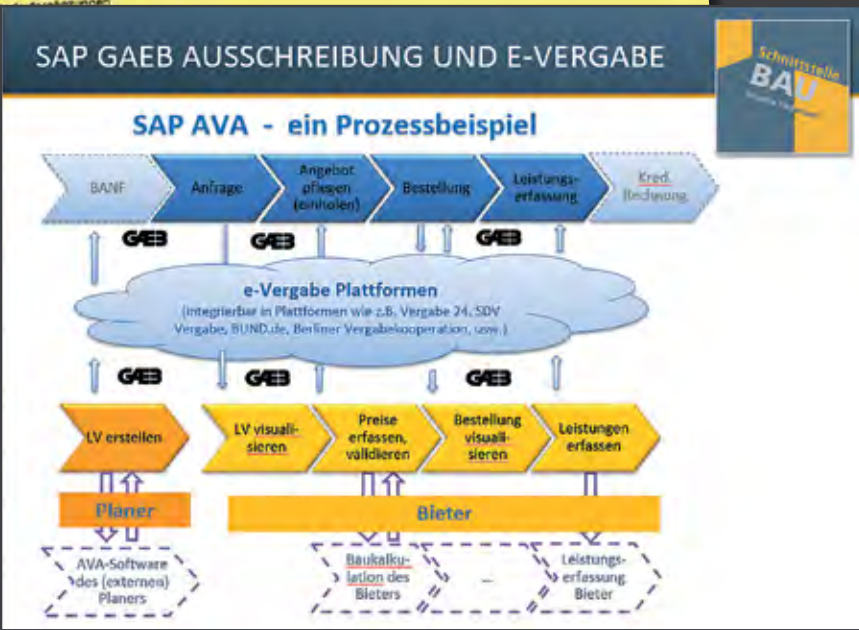 SAP GAEB AUSSCHREIBUNG UND E-VERGABE
Schnittstelle
BAU
SAP AVA - ein Prozessbeispiel
BANF
Anfrage
Angebot
pflegen
(einholen)
Bestellung
Leistungs-
erfassung
Kred.
Rechnung
GAEB
GAEB
GAEB
e-Vergabe Plattformen
(integrierbar in Plattformen wie z.B. Vergabe 24, SDV
Vergabe, BUND.de, Berliner Vergabekooperation, usw.)
GAEB
GAEB
GAEB
LV erstellen
LV visuali-
sieren
Preise
erfassen,
validieren
Bestellung
visuali-
sieren
Leistungen
erfassen
Planer
Bieter
AVA-Software
des (externen)
Planers
Baukalku-
lation des
Bieters
...
Leistungs-
erfassung
Bieter